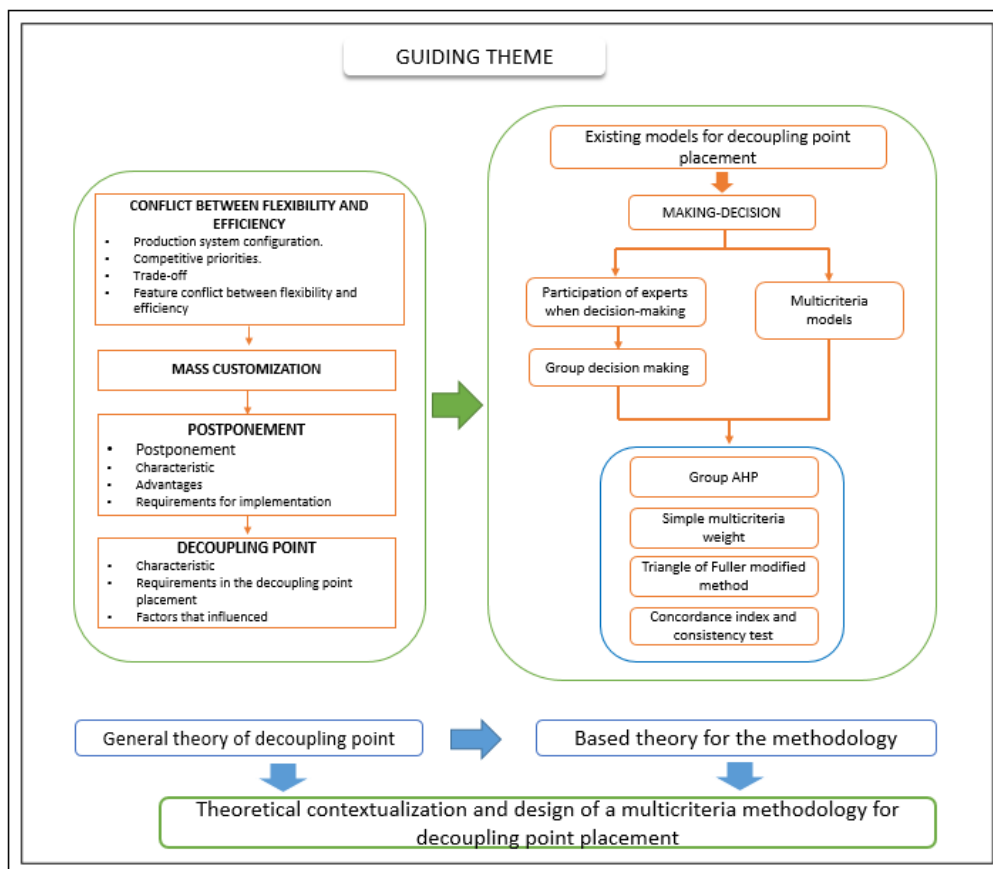 GUIDING THEME
CONFLICT BETWEEN FLEXIBILITY AND
EFFICIENCY
• Production system configuration.
• Competitive priorities.
• Trade-off
• Feature conflict between flexibility and
efficiency
MASS CUSTOMIZATION
POSTPONEMENT
• Postponement
• Characteristic
• Advantages
• Requirements for implementation
DECOUPLING POINT
• Characteristic
• Requirements in the decoupling point
placement
• Factors that influenced
Existing models for decoupling point
placement
MAKING-DECISION
Participation of experts
when decision-making
Group decision making
Multicriteria
models
Group AHP
Simple multicriteria
weight
Triangle of Fuller modified
method
Concordance index and
consistency test
General theory of decoupling point
Based theory for the methodology
Theoretical contextualization and design of a multicriteria methodology for
decoupling point placement